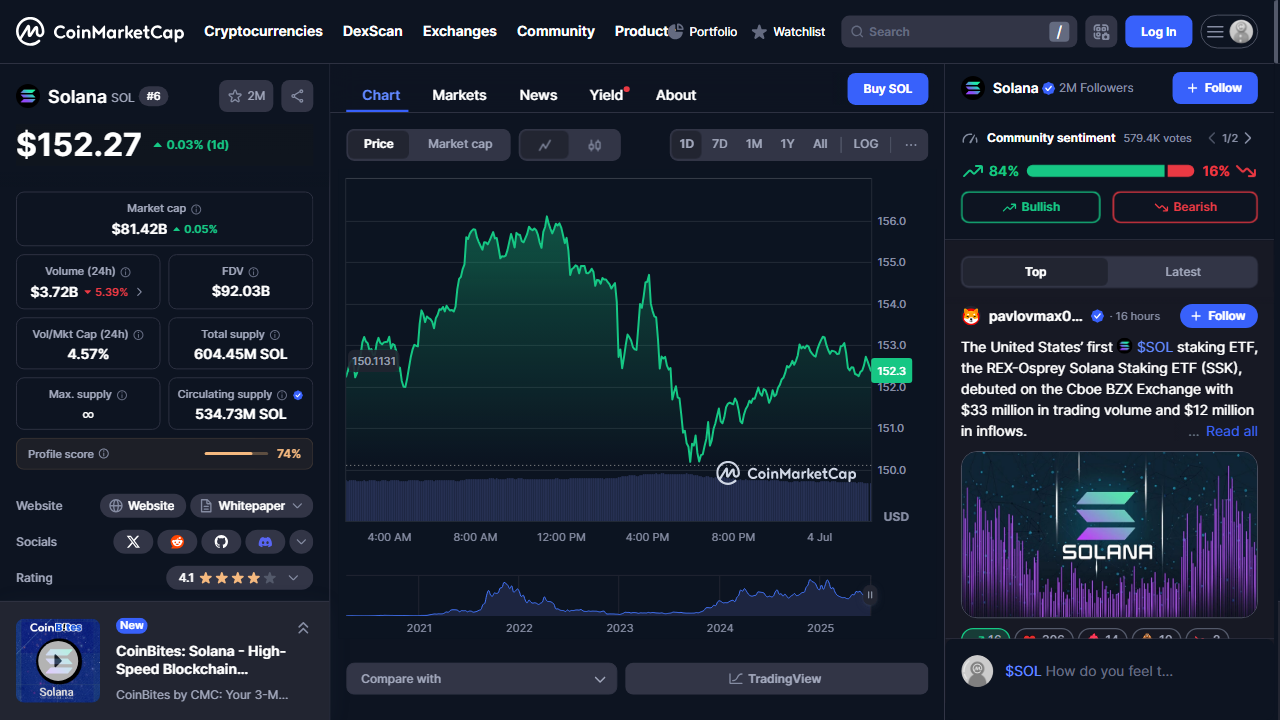 CoinMarketCap
Cryptocurrencies DexScan Exchanges Community Product
Portfolio Watchlist Search / Log In
Solana SOL #6 2M
$152.27 0.03% (1d)
Market cap
$81.42B 0.05%
Volume (24h)
$3.72B 5.39%
FDV
$92.03B
Vol/Mkt Cap (24h)
4.57%
Total supply
604.45M SOL
Max. supply
∞
Circulating supply
534.73M SOL
Profile score 74%
Website Website Whitepaper
Socials
Rating 4.1
CoinBites
Solana
New
CoinBites: Solana - High-
Speed Blockchain...
CoinBites by CMC: Your 3-M...
Chart Markets News Yield About Buy SOL
Price Market cap 1D 7D 1M 1Y All LOG ...
156.0
155.0
154.0
153.0
150.1131
152.3
152.0
151.0
150.0
CoinMarketCap
USD
4:00 AM 8:00 AM 12:00 PM 4:00 PM 8:00 PM 4 Jul
2021 2022 2023 2024 2025
Compare with TradingView
Solana 2M Followers + Follow
Community sentiment 579.4K votes 1/2
84% 16%
Bullish Bearish
Top Latest
pavlovmax0... · 16 hours + Follow
The United States’ first $SOL staking ETF,
the REX-Osprey Solana Staking ETF (SSK),
debuted on the Cboe BZX Exchange with
$33 million in trading volume and $12 million
in inflows. ... Read all
SOLANA
$SOL How do you feel t...